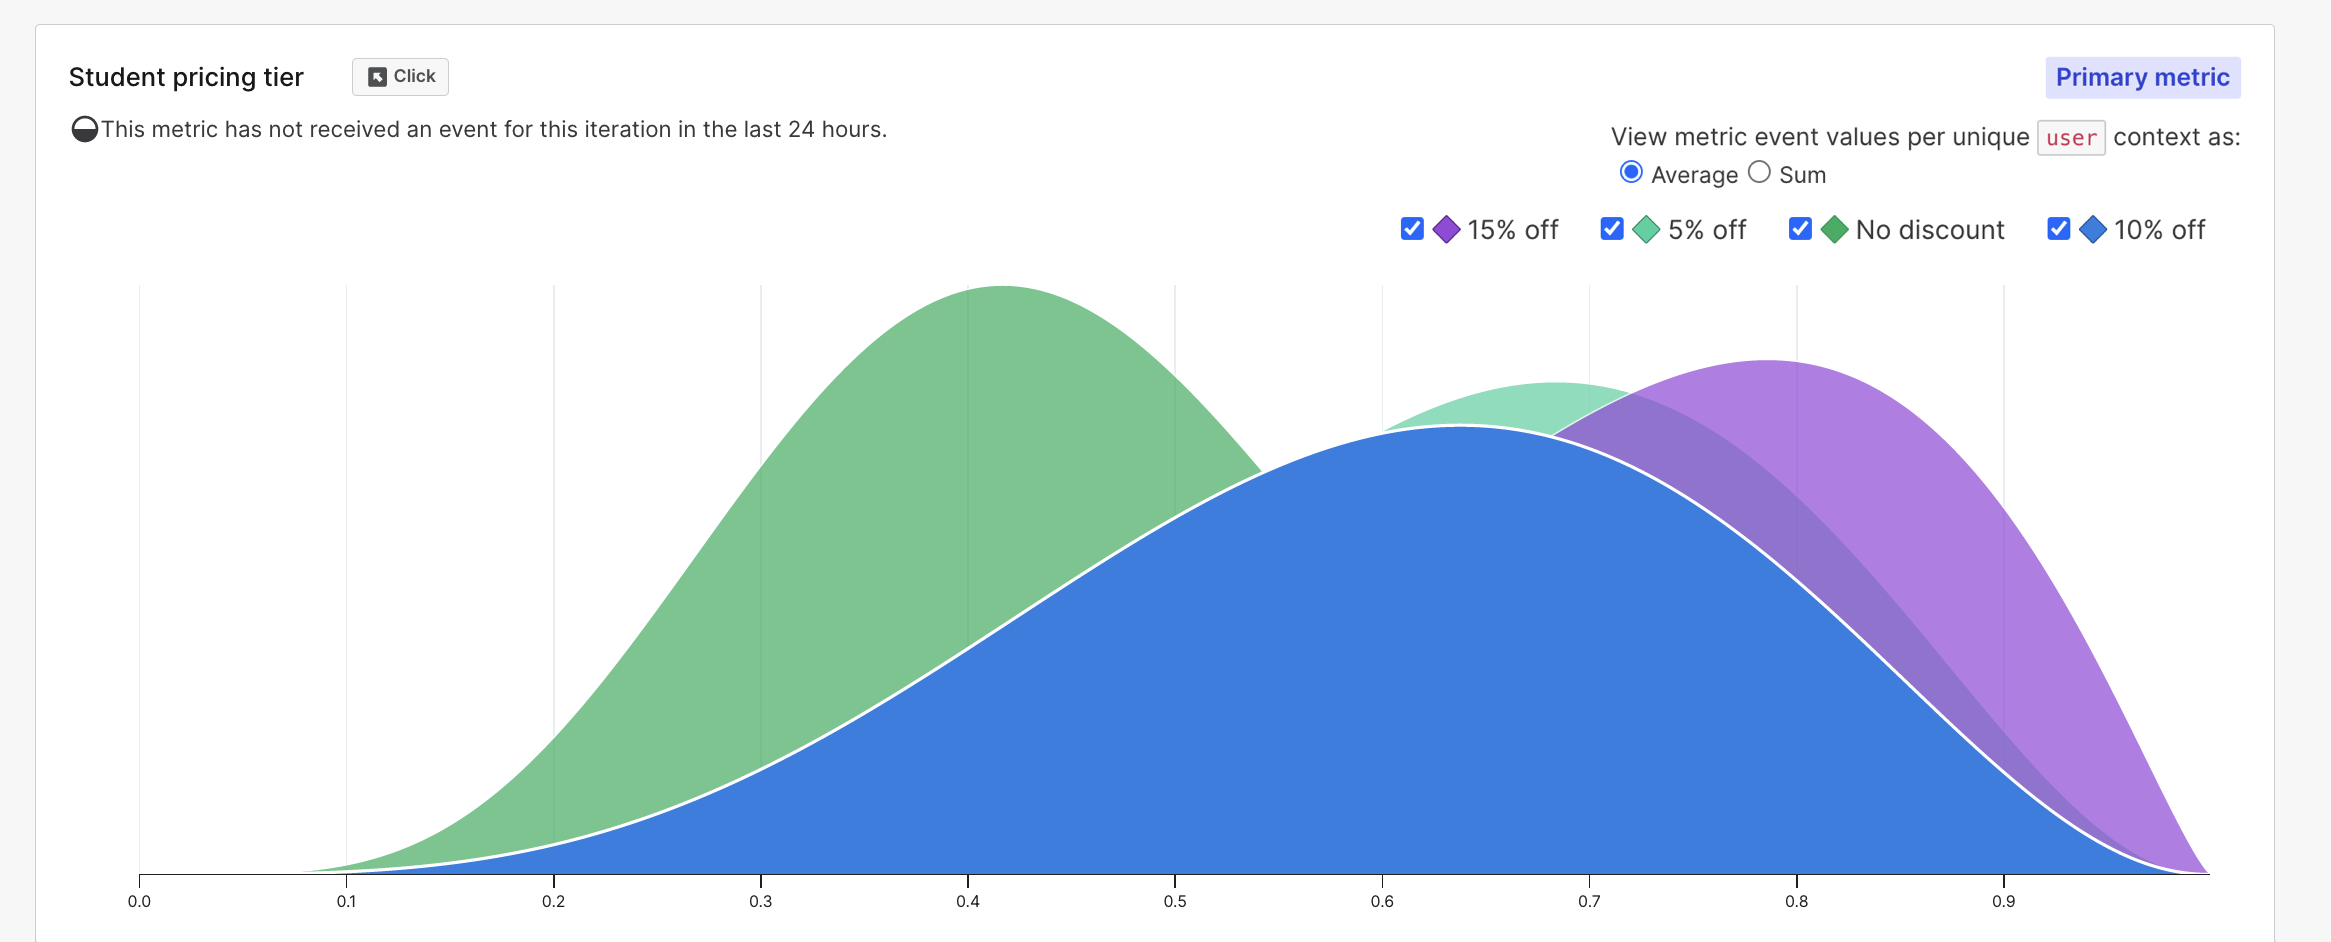 Student pricing tier
Click
Primary metric
This metric has not received an event for this iteration in the last 24 hours.
View metric event values per unique user context as:
Average Sum
15% off 5% off No discount 10% off
0.0 0.1 0.2 0.3 0.4 0.5 0.6 0.7 0.8 0.9